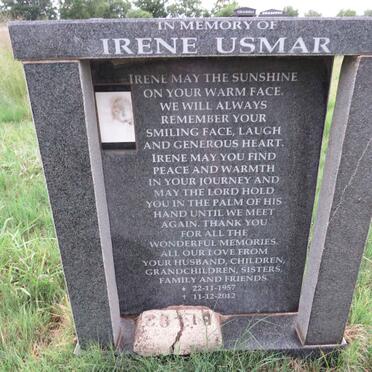 IN MEMORY OF
IRENE USMAR
IRENE MAY THE SUNSHINE
ON YOUR WARM FACE.
WE WILL ALWAYS
REMEMBER YOUR
SMILING FACE, LAUGH
AND GENEROUS HEART.
IRENE MAY YOU FIND
PEACE AND WARMTH
IN YOUR JOURNEY AND
MAY THE LORD HOLD
YOU IN THE PALM OF HIS
HAND UNTIL WE MEET
AGAIN. THANK YOU
FOR ALL THE
WONDERFUL MEMORIES.
ALL OUR LOVE FROM
YOUR HUSBAND, CHILDREN,
GRANDCHILDREN, SISTERS,
FAMILY AND FRIENDS.
* 22-11-1957
† 11-12-2012